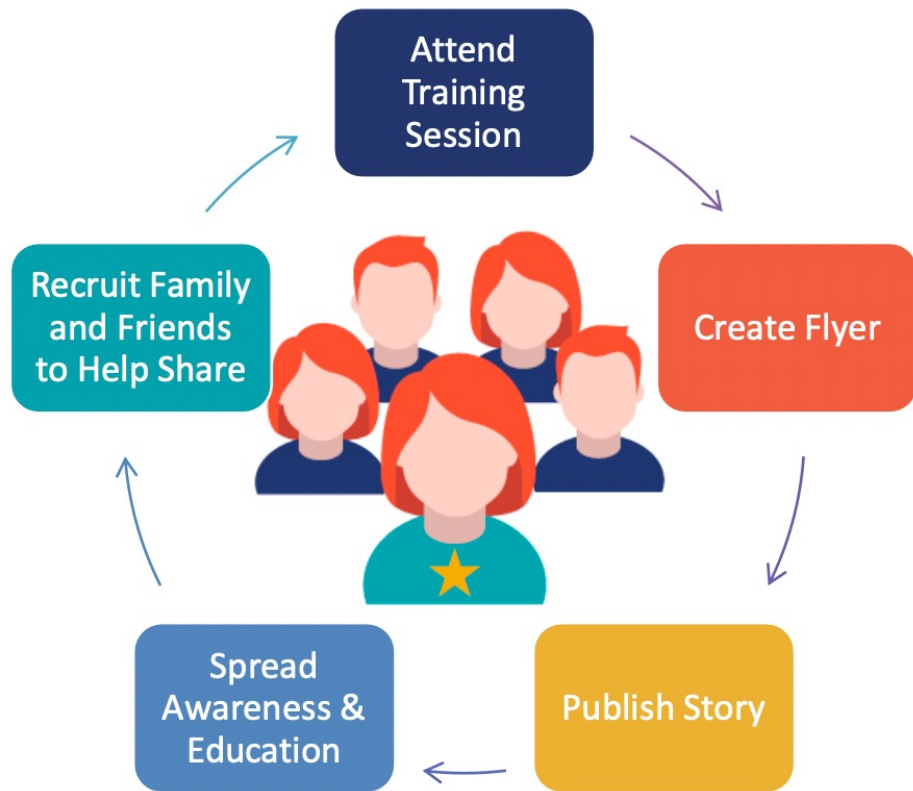 Attend
Training
Session
Create Flyer
Publish Story
Spread
Awareness &
Education
Recruit Family
and Friends
to Help Share